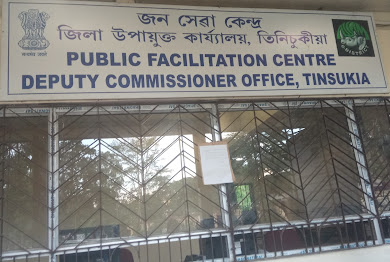 জন সেৱা কেন্দ্ৰ
জিলা উপায়ুক্ত কাৰ্য্যালয়, তিনিচুকীয়া
PUBLIC FACILITATION CENTRE
DEPUTY COMMISSIONER OFFICE, TINSUKIA